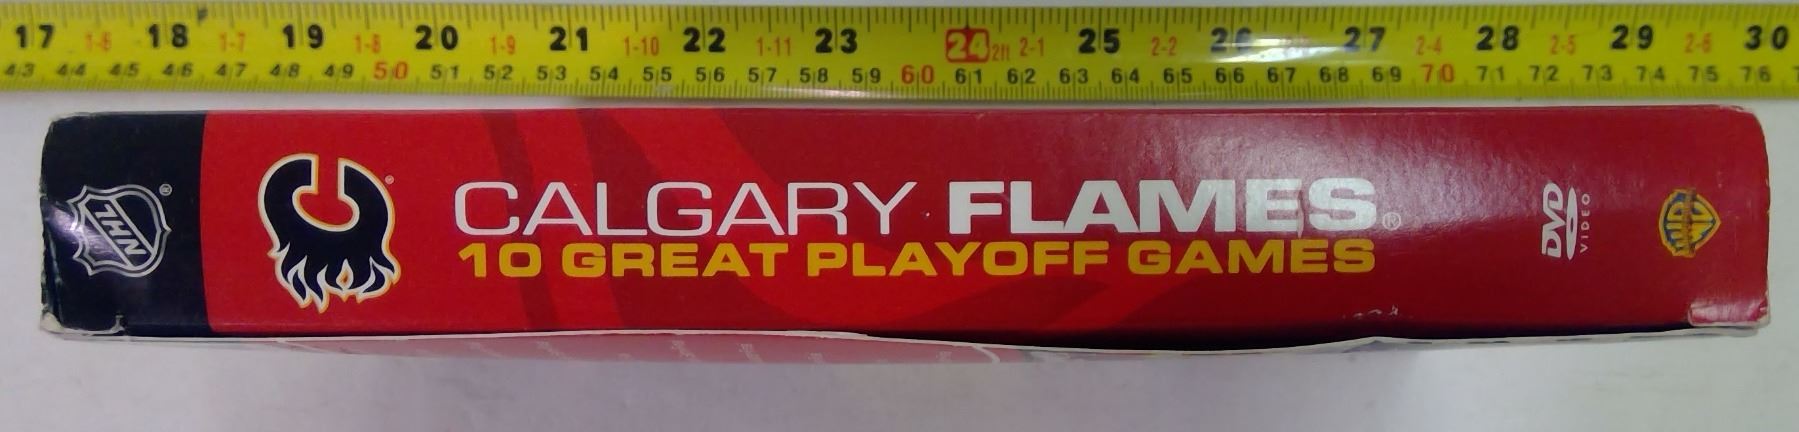 17 1-6 18 1-7 19 1-8 20 1-9 21 1-10 22 1-11 23 24 2ft 2-1 25 2-2 26 27 2-4 28 2-5 29 2-6 30
43 44 45 46 47 48 49 50 51 52 53 54 55 56 57 58 59 60 61 62 63 64 65 66 67 68 69 70 71 72 73 74 75 76
NHL ®
C ®
CALGARY FLAMES®
10 GREAT PLAYOFF GAMES
DVD
VIDEO
WB